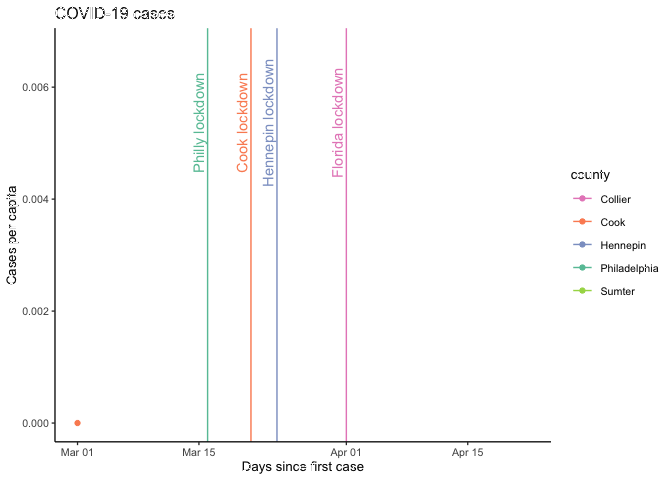 COVID-19 cases
Cases per capita
0.006
0.004
0.002
0.000
Philly lockdown
Cook lockdown
Hennepin lockdown
Florida lockdown
Mar 01
Mar 15
Apr 01
Apr 15
Days since first case
county
Collier
Cook
Hennepin
Philadelphia
Sumter